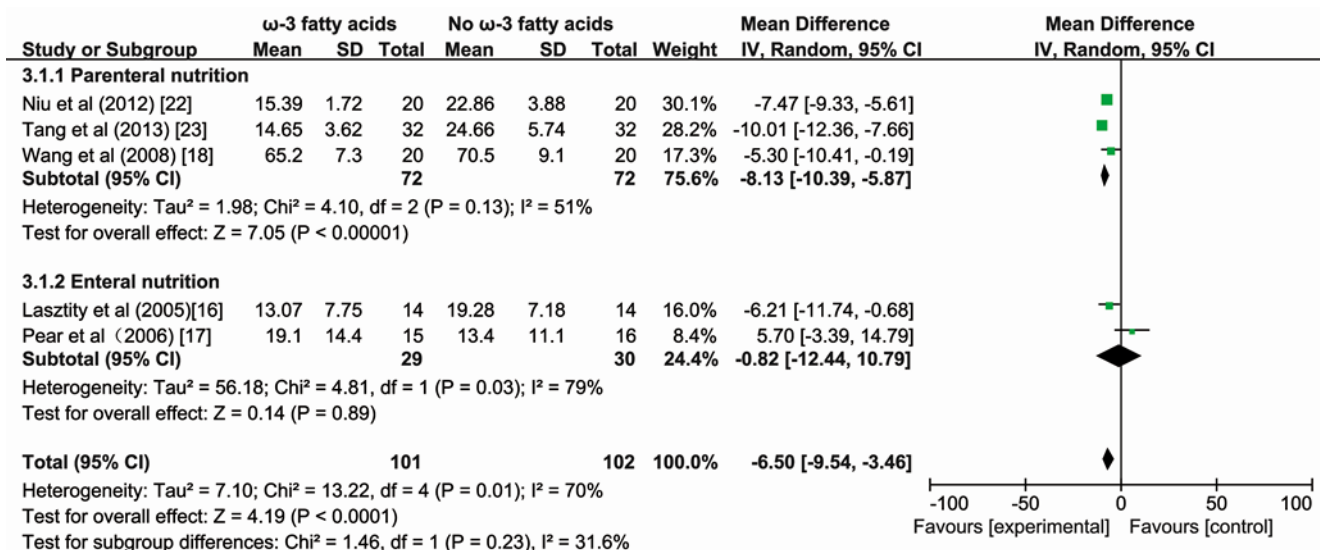 ω-3 fatty acids No ω-3 fatty acids Mean Difference Mean Difference
Study or Subgroup Mean SD Total Mean SD Total Weight IV, Random, 95% CI IV, Random, 95% CI
3.1.1 Parenteral nutrition
Niu et al (2012) [22] 15.39 1.72 20 22.86 3.88 20 30.1% -7.47 [-9.33, -5.61]
Tang et al (2013) [23] 14.65 3.62 32 24.66 5.74 32 28.2% -10.01 [-12.36, -7.66]
Wang et al (2008) [18] 65.2 7.3 20 70.5 9.1 20 17.3% -5.30 [-10.41, -0.19]
Subtotal (95% CI) 72 72 75.6% -8.13 [-10.39, -5.87]
Heterogeneity: Tau² = 1.98; Chi² = 4.10, df = 2 (P = 0.13); I² = 51%
Test for overall effect: Z = 7.05 (P < 0.00001)
3.1.2 Enteral nutrition
Lasztity et al (2005)[16] 13.07 7.75 14 19.28 7.18 14 16.0% -6.21 [-11.74, -0.68]
Pear et al（2006) [17] 19.1 14.4 15 13.4 11.1 16 8.4% 5.70 [-3.39, 14.79]
Subtotal (95% CI) 29 30 24.4% -0.82 [-12.44, 10.79]
Heterogeneity: Tau² = 56.18; Chi² = 4.81, df = 1 (P = 0.03); I² = 79%
Test for overall effect: Z = 0.14 (P = 0.89)
Total (95% CI) 101 102 100.0% -6.50 [-9.54, -3.46]
Heterogeneity: Tau² = 7.10; Chi² = 13.22, df = 4 (P = 0.01); I² = 70%
Test for overall effect: Z = 4.19 (P < 0.0001)
Test for subgroup differences: Chi² = 1.46, df = 1 (P = 0.23), I² = 31.6%
-100 -50 0 50 100
Favours [experimental] Favours [control]